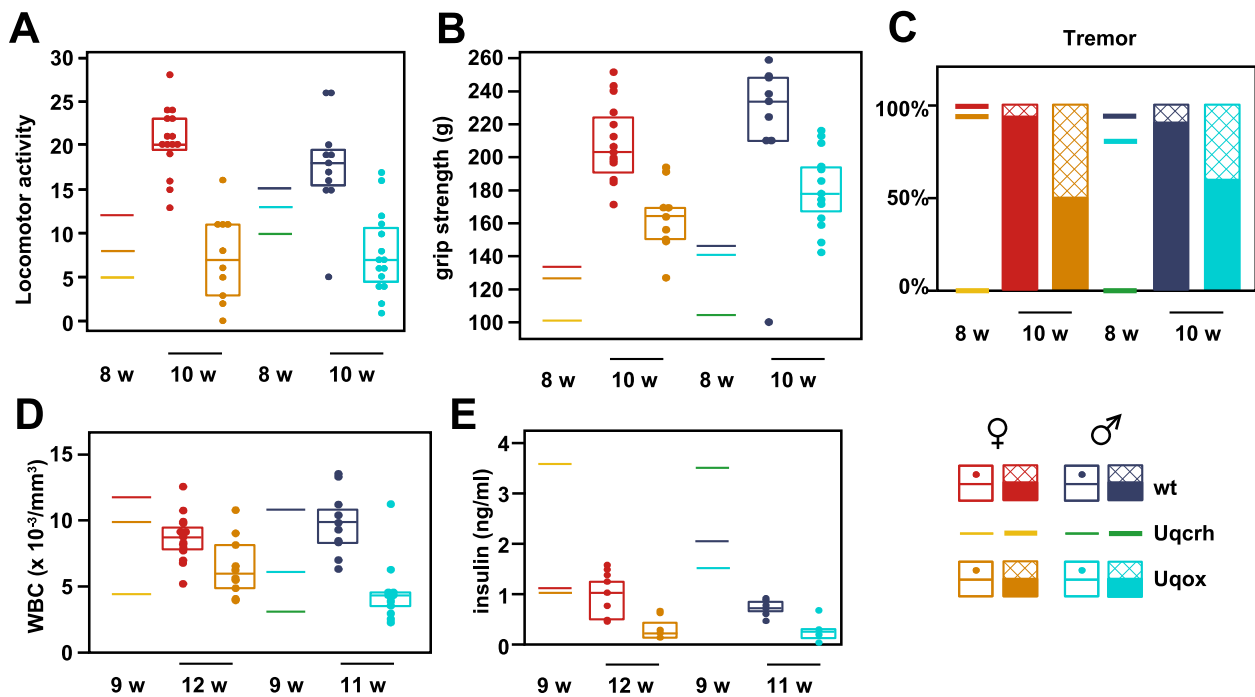 A
Locomotor activity
30
25
20
15
10
5
0
8 w
10 w
8 w
10 w
B
grip strength (g)
260
240
220
200
180
160
140
120
100
8 w
10 w
8 w
10 w
C
Tremor
100%
50%
0%
8 w
10 w
8 w
10 w
D
WBC (x 10⁻³/mm³)
15
10
5
0
9 w
12 w
9 w
11 w
E
insulin (ng/ml)
4
3
2
1
0
9 w
12 w
9 w
11 w
♀ ♂
wt
Uqcrh
Uqox